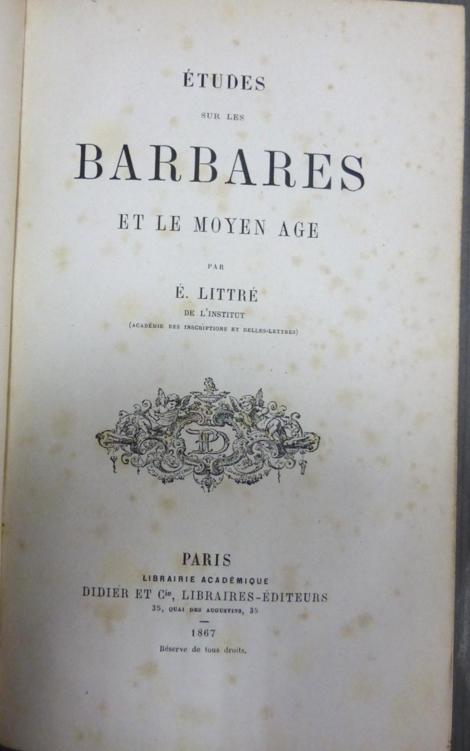 ÉTUDES
SUR LES
BARBARES
ET LE MOYEN AGE
PAR
É. LITTRÉ
DE L'INSTITUT
(ACADÉMIE DES INSCRIPTIONS ET BELLES-LETTRES)
PARIS
LIBRAIRIE ACADÉMIQUE
DIDIER ET Cie, LIBRAIRES-ÉDITEURS
35, QUAI DES AUGUSTINS, 35
1867
Réserve de tous droits.